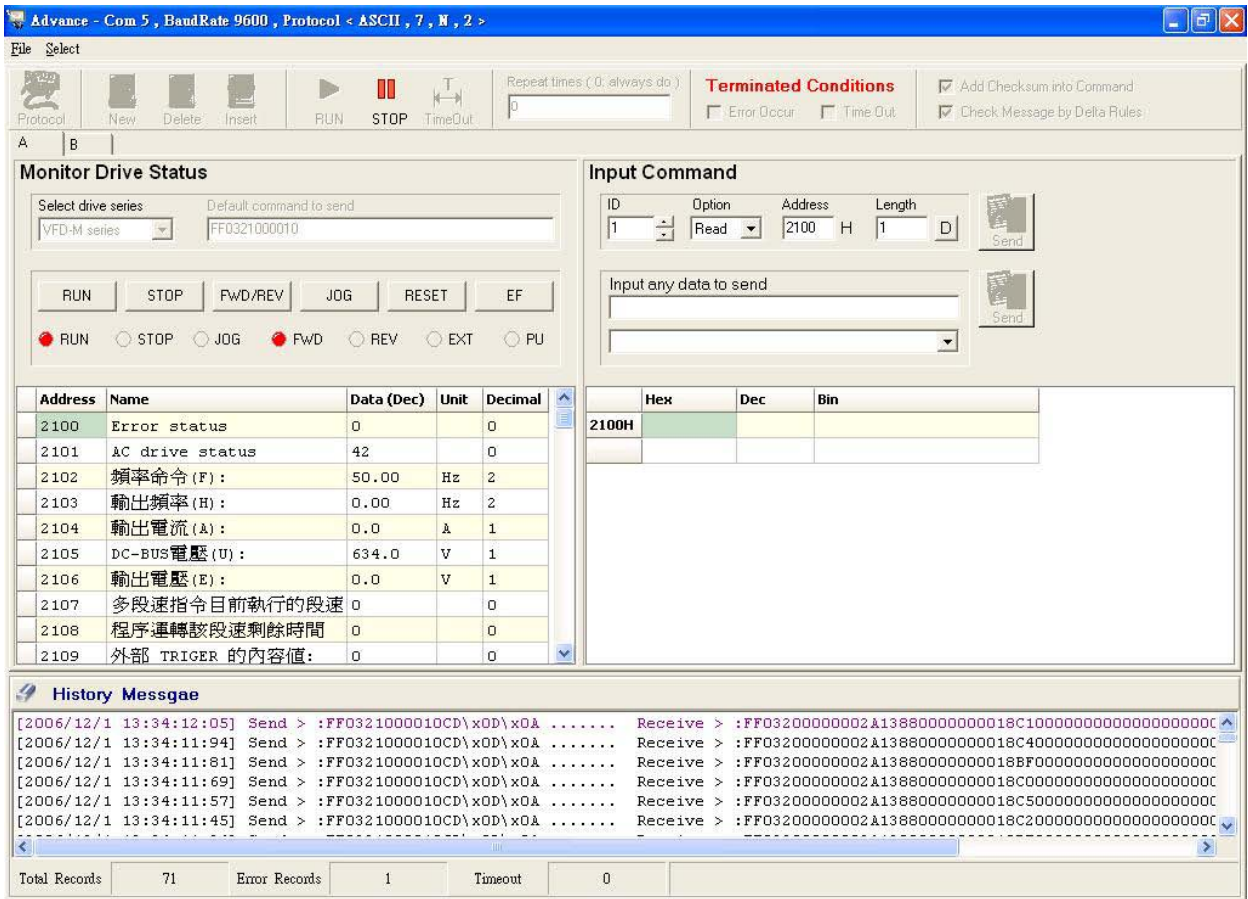 Advance - Com 5 , BaudRate 9600 , Protocol < ASCII , 7 , N , 2 >
File Select
Protocol New Delete Insert RUN STOP TimeOut
Repeat times ( 0: always do )
0
Terminated Conditions
Error Occur Time Out
Add Checksum into Command
Check Message by Delta Rules
A B
Monitor Drive Status
Select drive series Default command to send
VFD-M series FF0321000010
RUN STOP FWD/REV JOG RESET EF
RUN STOP JOG FWD REV EXT PU
Address Name Data (Dec) Unit Decimal
2100 Error status 0 0
2101 AC drive status 42 0
2102 頻率命令(F): 50.00 Hz 2
2103 輸出頻率(H): 0.00 Hz 2
2104 輸出電流(A): 0.0 A 1
2105 DC-BUS電壓(U): 634.0 V 1
2106 輸出電壓(E): 0.0 V 1
2107 多段速指令目前執行的段速 0 0
2108 程序運轉該段速剩餘時間 0 0
2109 外部 TRIGER 的內容值: 0 0
Input Command
ID Option Address Length
1 Read 2100 H 1 D
Send
Input any data to send
Send
Hex Dec Bin
2100H
History Messgae
[2006/12/1 13:34:12:05] Send > :FF0321000010CD\x0D\x0A ....... Receive >
[2006/12/1 13:34:11:94] Send > :FF0321000010CD\x0D\x0A ....... Receive >
[2006/12/1 13:34:11:81] Send > :FF0321000010CD\x0D\x0A ....... Receive >
[2006/12/1 13:34:11:69] Send > :FF0321000010CD\x0D\x0A ....... Receive >
[2006/12/1 13:34:11:57] Send > :FF0321000010CD\x0D\x0A ....... Receive >
[2006/12/1 13:34:11:45] Send > :FF0321000010CD\x0D\x0A ....... Receive >
Total Records 71 Error Records 1 Timeout 0